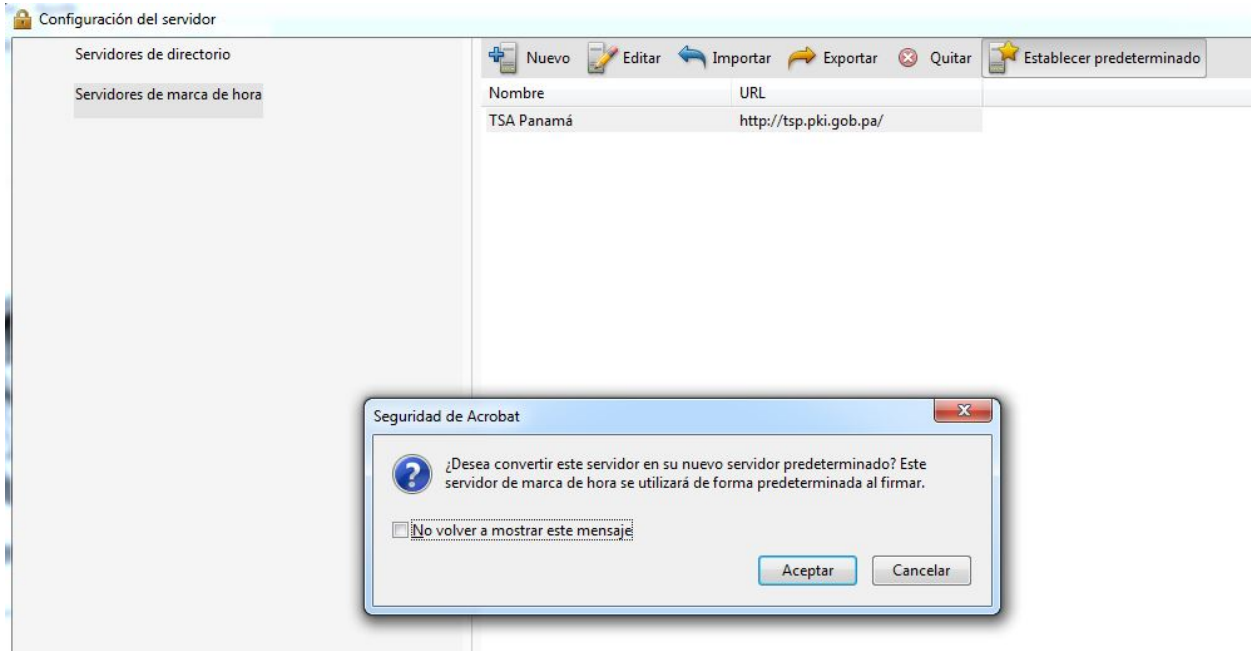 Configuración del servidor
Servidores de directorio
Servidores de marca de hora
Nuevo Editar Importar Exportar Quitar Establecer predeterminado
Nombre URL
TSA Panamá http://tsp.pki.gob.pa/
Seguridad de Acrobat
¿Desea convertir este servidor en su nuevo servidor predeterminado? Este
servidor de marca de hora se utilizará de forma predeterminada al firmar.
No volver a mostrar este mensaje
Aceptar Cancelar